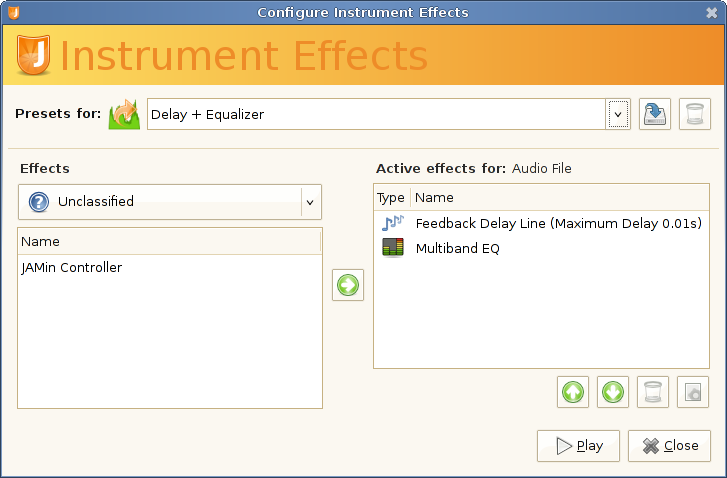 Configure Instrument Effects
J Instrument Effects
Presets for: Delay + Equalizer
Effects
Unclassified
Name
JAMin Controller
Active effects for: Audio File
Type Name
Feedback Delay Line (Maximum Delay 0.01s)
Multiband EQ
Play Close